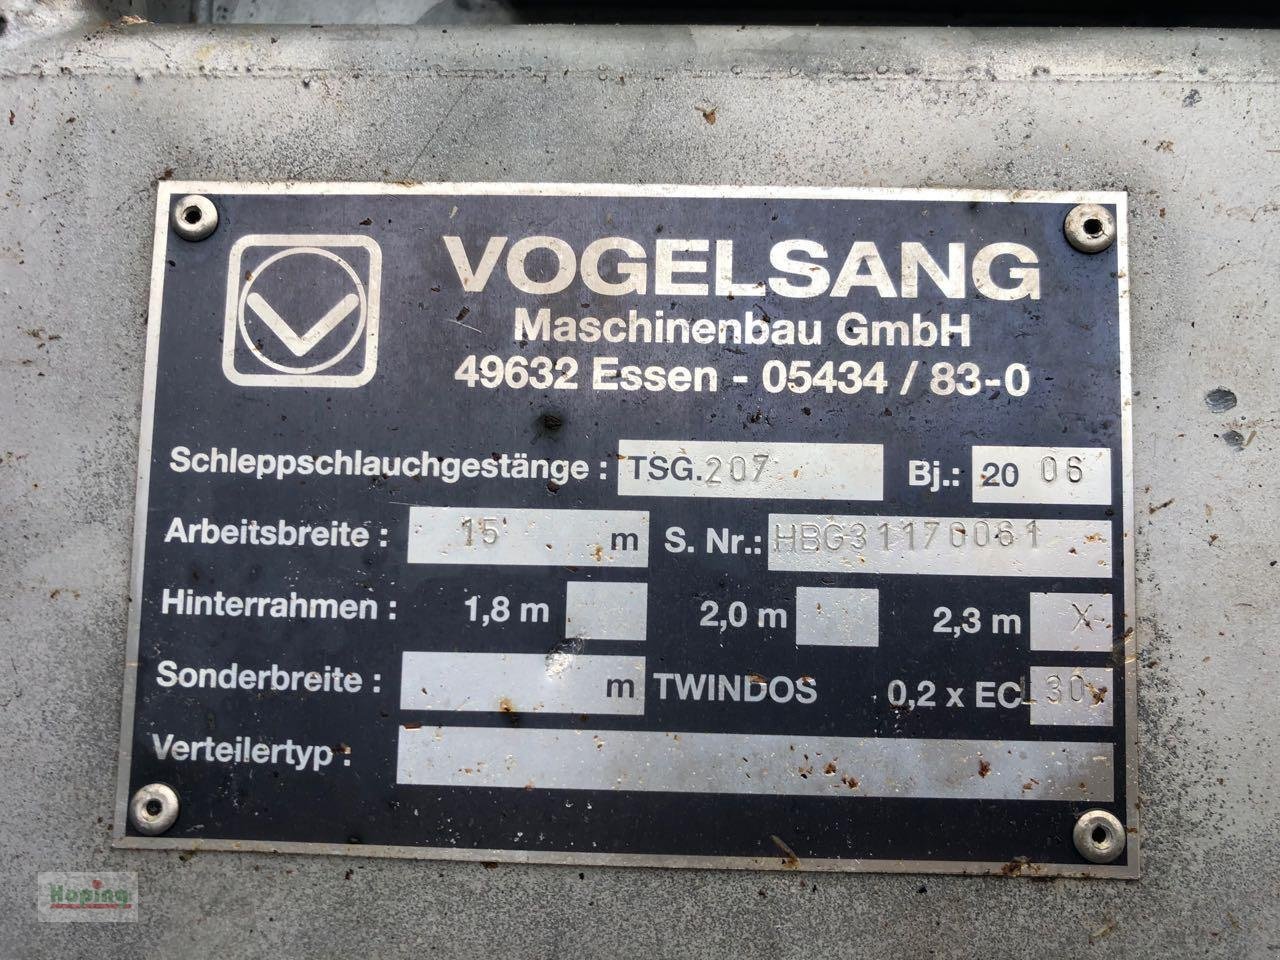 VOGELSANG
Maschinenbau GmbH
49632 Essen - 05434 / 83-0
Schleppschlauchgestänge : TSG.207 Bj.: 20 06
Arbeitsbreite : 15 m S. Nr.: HBG31170061
Hinterrahmen : 1,8 m 2,0 m 2,3 m X
Sonderbreite : m TWINDOS 0,2 x ECL30
Verteilertyp :
Hoping